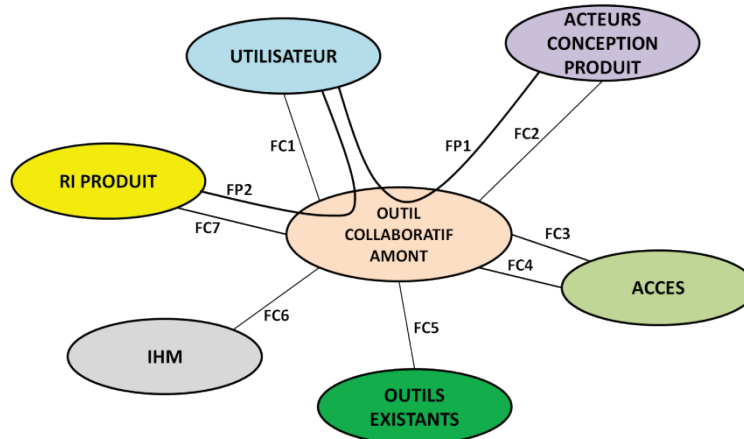 ACTEURS
CONCEPTION
PRODUIT
UTILISATEUR
FC1
FP1
FC2
RI PRODUIT
FP2
FC7
OUTIL
COLLABORATIF
AMONT
FC3
FC4
ACCES
FC6
FC5
IHM
OUTILS
EXISTANTS